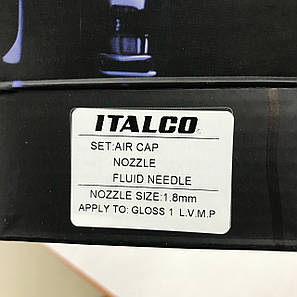 ITALCO
SET:AIR CAP
NOZZLE
FLUID NEEDLE
NOZZLE SIZE:1.8mm
APPLY TO: GLOSS 1 L.V.M.P